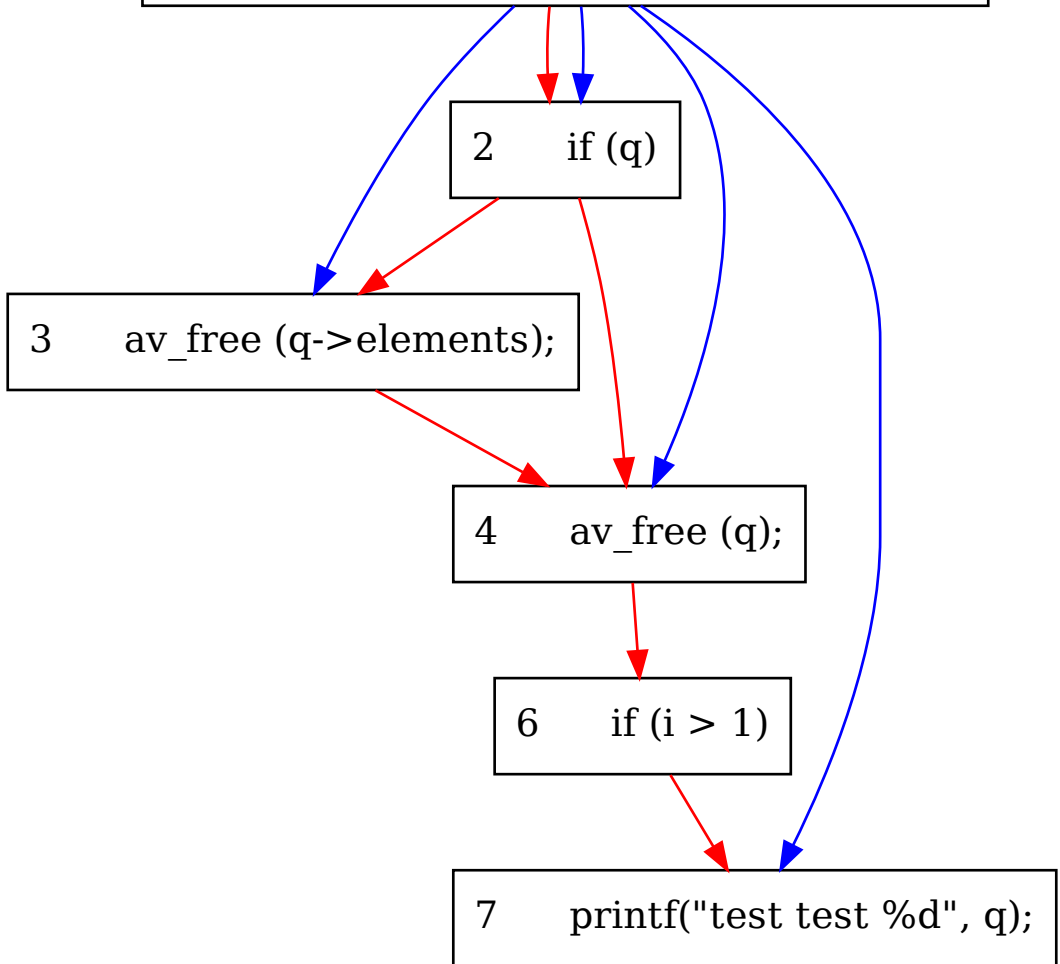 2 if (q)
3 av_free (q->elements);
4 av_free (q);
6 if (i > 1)
7 printf("test test %d", q);